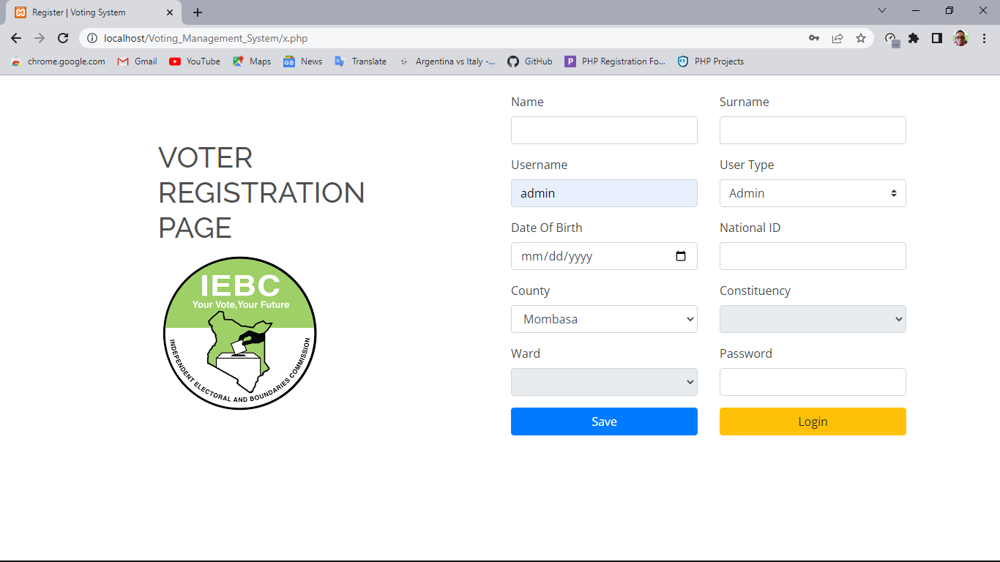 Register | Voting System
localhost/Voting_Management_System/x.php
chrome.google.com Gmail YouTube Maps News Translate Argentina vs Italy -... GitHub PHP Registration Fo... PHP Projects
VOTER
REGISTRATION
PAGE
IEBC
Your Vote,Your Future
INDEPENDENT ELECTORAL AND BOUNDARIES COMMISSION
Name Surname
Username User Type
admin Admin
Date Of Birth National ID
mm/dd/yyyy
County Constituency
Mombasa
Ward Password
Save Login